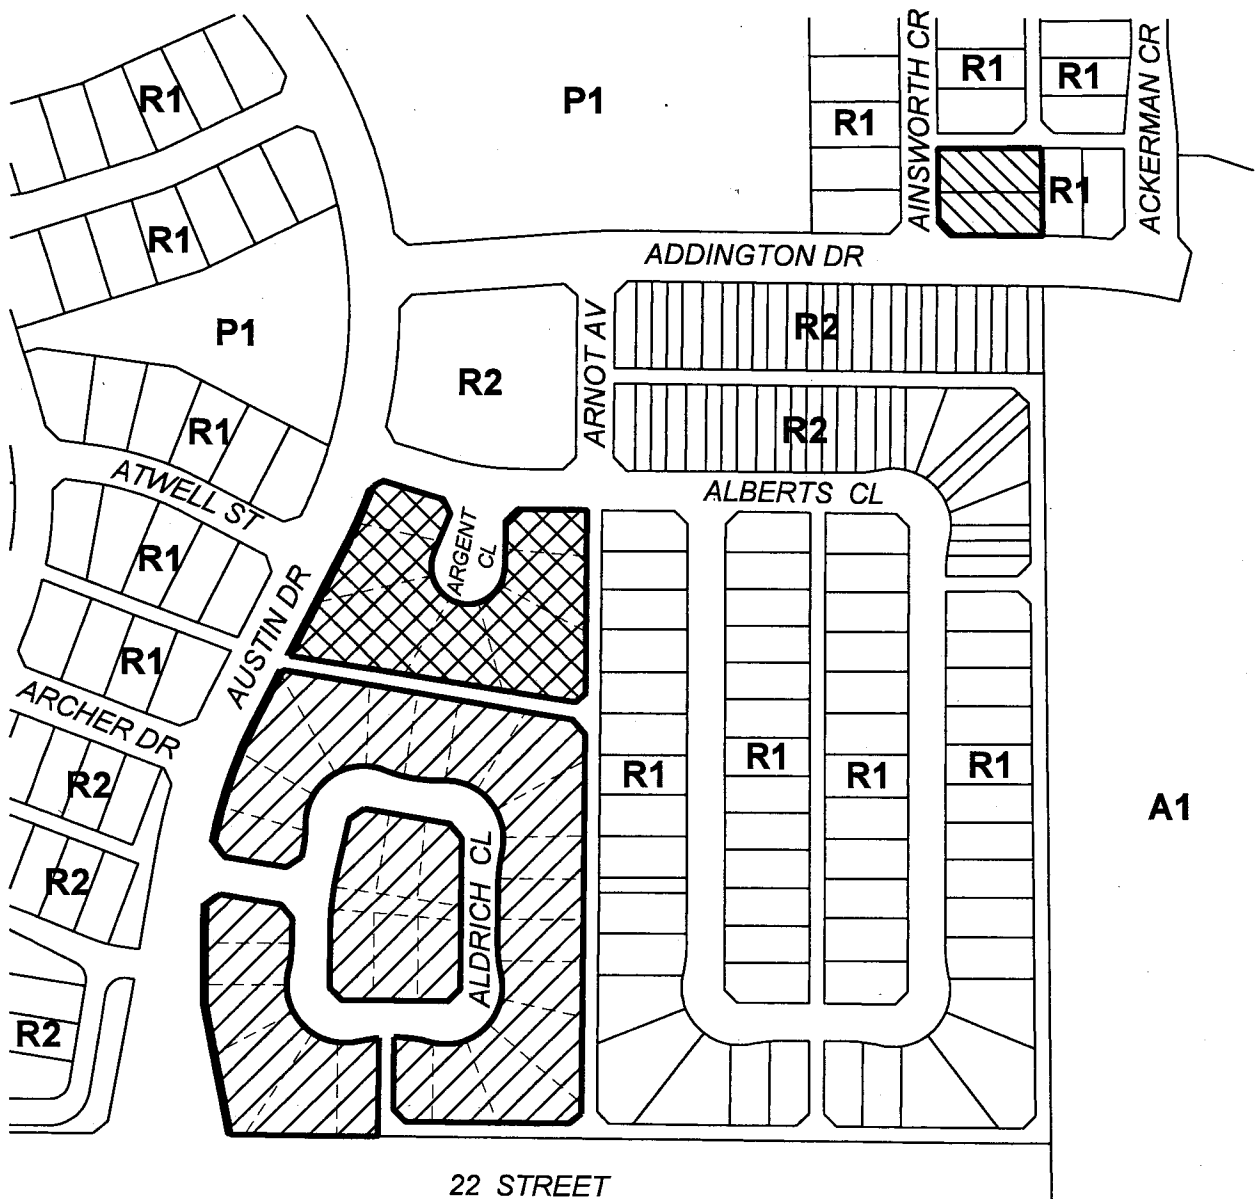 R1
P1
R1
AINSWORTH CR
R1
R1
ACKERMAN CR
R1
R1
ADDINGTON DR
P1
R2
ARNOT AV
R2
R1
R2
ATWELL ST
ALBERTS CL
ARGENT CL
R1
AUSTIN DR
R1
ARCHER DR
R2
R1
R1
R1
R1
A1
R2
ALDRICH CL
R2
22 STREET